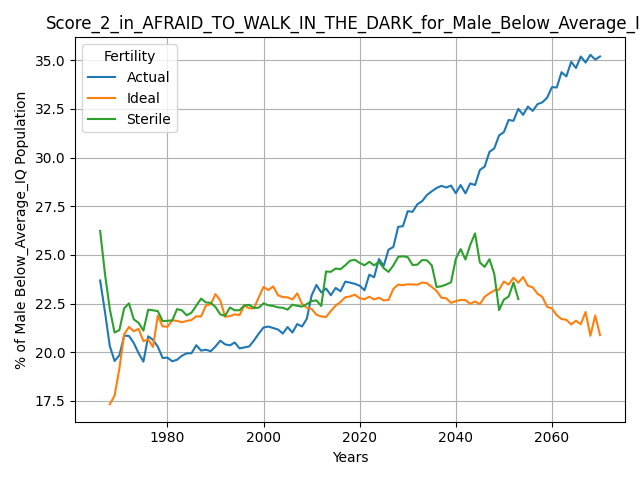 Score_2_in_AFRAID_TO_WALK_IN_THE_DARK_for_Male_Below_Average_I
Fertility
Actual
Ideal
Sterile
35.0
32.5
30.0
27.5
25.0
22.5
20.0
17.5
% of Male Below_Average_IQ Population
1980
2000
2020
2040
2060
Years